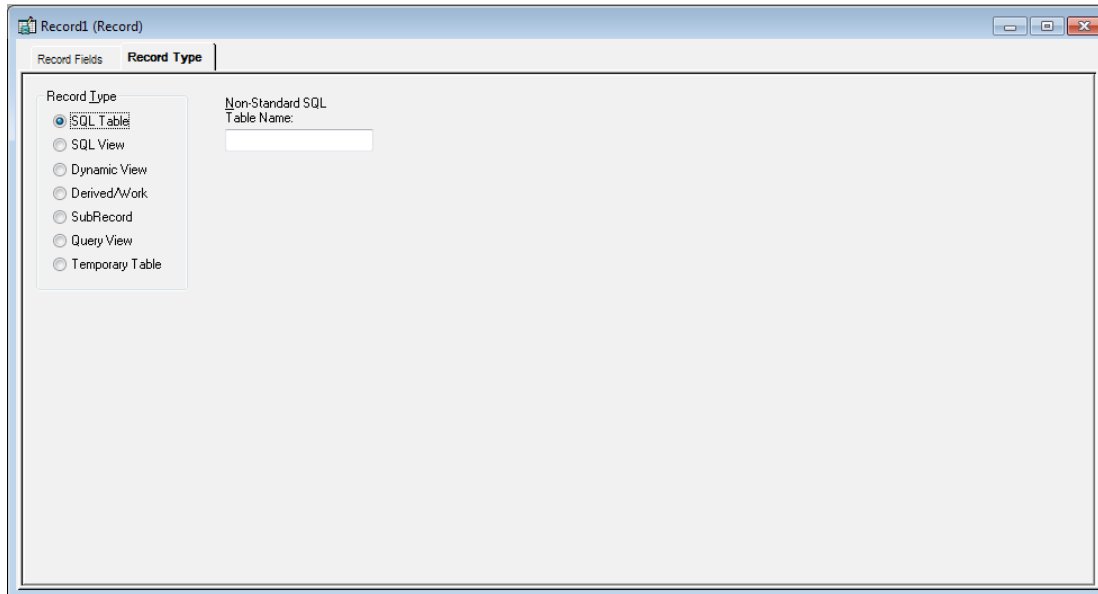 Record1 (Record)
Record Fields
Record Type
Record Type
SQL Table
SQL View
Dynamic View
Derived/Work
SubRecord
Query View
Temporary Table
Non-Standard SQL
Table Name: